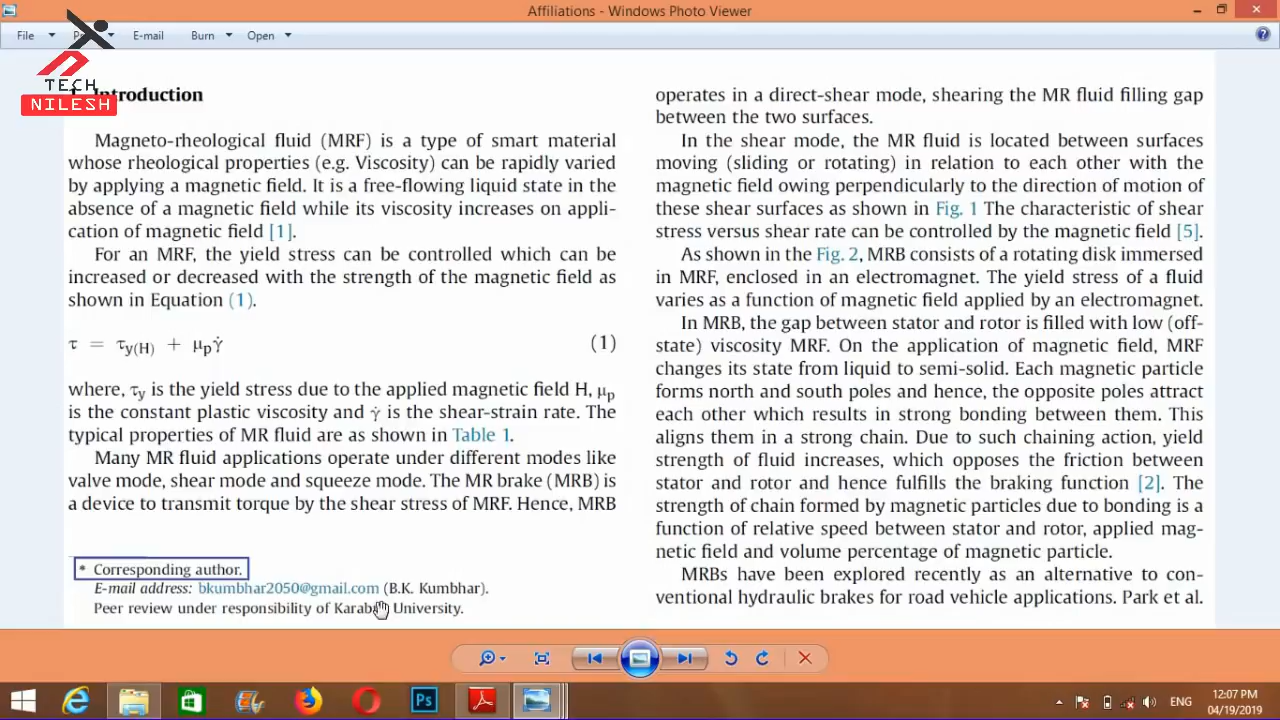 Affiliations - Windows Photo Viewer
File
E-mail
Burn
Open
TECH
NILESH
Introduction
Magneto-rheological fluid (MRF) is a type of smart material
whose rheological properties (e.g. Viscosity) can be rapidly varied
by applying a magnetic field. It is a free-flowing liquid state in the
absence of a magnetic field while its viscosity increases on appli-
cation of magnetic field [1].
For an MRF, the yield stress can be controlled which can be
increased or decreased with the strength of the magnetic field as
shown in Equation (1).
τ = τy(H) + μpγ̇ (1)
where, τy is the yield stress due to the applied magnetic field H, μp
is the constant plastic viscosity and γ̇ is the shear-strain rate. The
typical properties of MR fluid are as shown in Table 1.
Many MR fluid applications operate under different modes like
valve mode, shear mode and squeeze mode. The MR brake (MRB) is
a device to transmit torque by the shear stress of MRF. Hence, MRB
* Corresponding author.
E-mail address: bkumbhar2050@gmail.com (B.K. Kumbhar).
Peer review under responsibility of Karabuk University.
operates in a direct-shear mode, shearing the MR fluid filling gap
between the two surfaces.
In the shear mode, the MR fluid is located between surfaces
moving (sliding or rotating) in relation to each other with the
magnetic field owing perpendicularly to the direction of motion of
these shear surfaces as shown in Fig. 1 The characteristic of shear
stress versus shear rate can be controlled by the magnetic field [5].
As shown in the Fig. 2, MRB consists of a rotating disk immersed
in MRF, enclosed in an electromagnet. The yield stress of a fluid
varies as a function of magnetic field applied by an electromagnet.
In MRB, the gap between stator and rotor is filled with low (off-
state) viscosity MRF. On the application of magnetic field, MRF
changes its state from liquid to semi-solid. Each magnetic particle
forms north and south poles and hence, the opposite poles attract
each other which results in strong bonding between them. This
aligns them in a strong chain. Due to such chaining action, yield
strength of fluid increases, which opposes the friction between
stator and rotor and hence fulfills the braking function [2]. The
strength of chain formed by magnetic particles due to bonding is a
function of relative speed between stator and rotor, applied mag-
netic field and volume percentage of magnetic particle.
MRBs have been explored recently as an alternative to con-
ventional hydraulic brakes for road vehicle applications. Park et al.
Ps
ENG
12:07 PM
04/19/2019